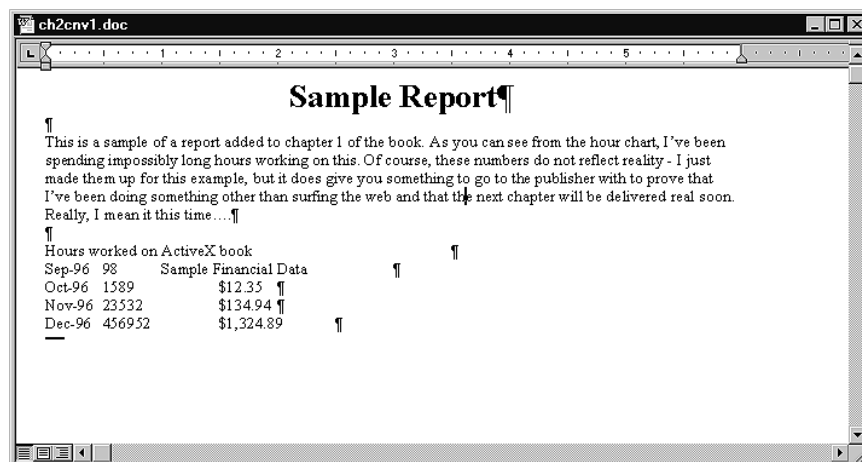 ch2cnv1.doc
1 2 3 4 5
Sample Report¶
¶
This is a sample of a report added to chapter 1 of the book. As you can see from the hour chart, I've been
spending impossibly long hours working on this. Of course, these numbers do not reflect reality - I just
made them up for this example, but it does give you something to go to the publisher with to prove that
I've been doing something other than surfing the web and that the next chapter will be delivered real soon.
Really, I mean it this time....¶
¶
Hours worked on ActiveX book ¶
Sep-96 98 Sample Financial Data ¶
Oct-96 1589 $12.35 ¶
Nov-96 23532 $134.94 ¶
Dec-96 456952 $1,324.89 ¶